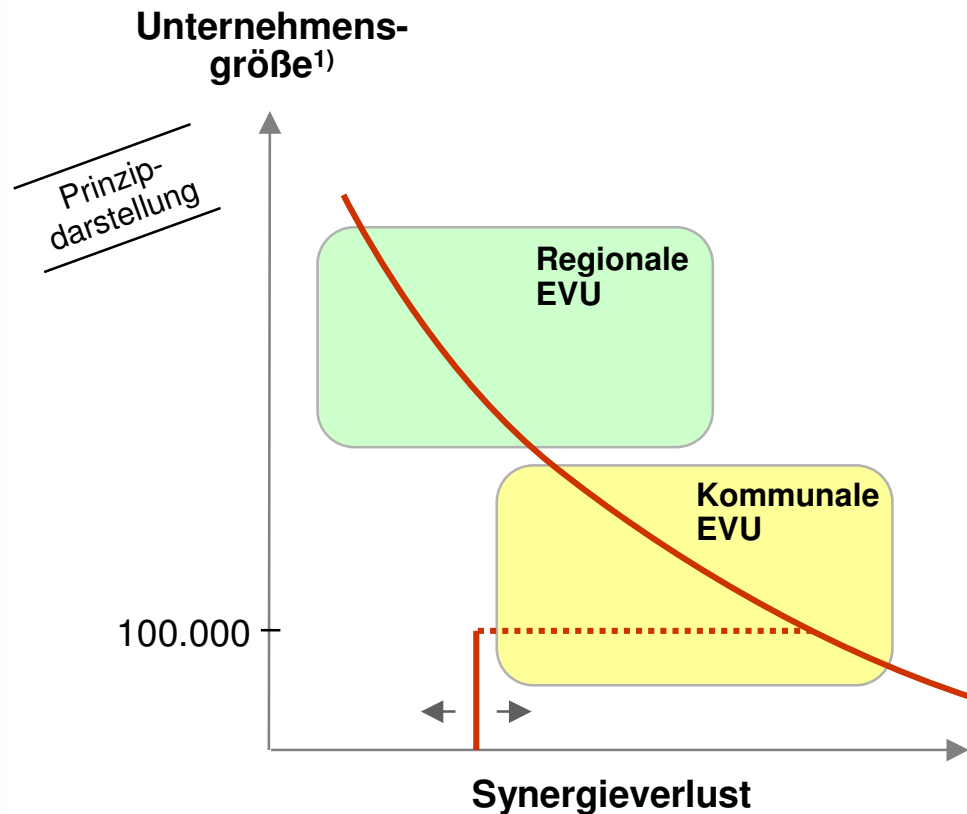 Unternehmens-
größe¹⁾
Prinzip-
darstellung
Regionale
EVU
Kommunale
EVU
100.000
Synergieverlust